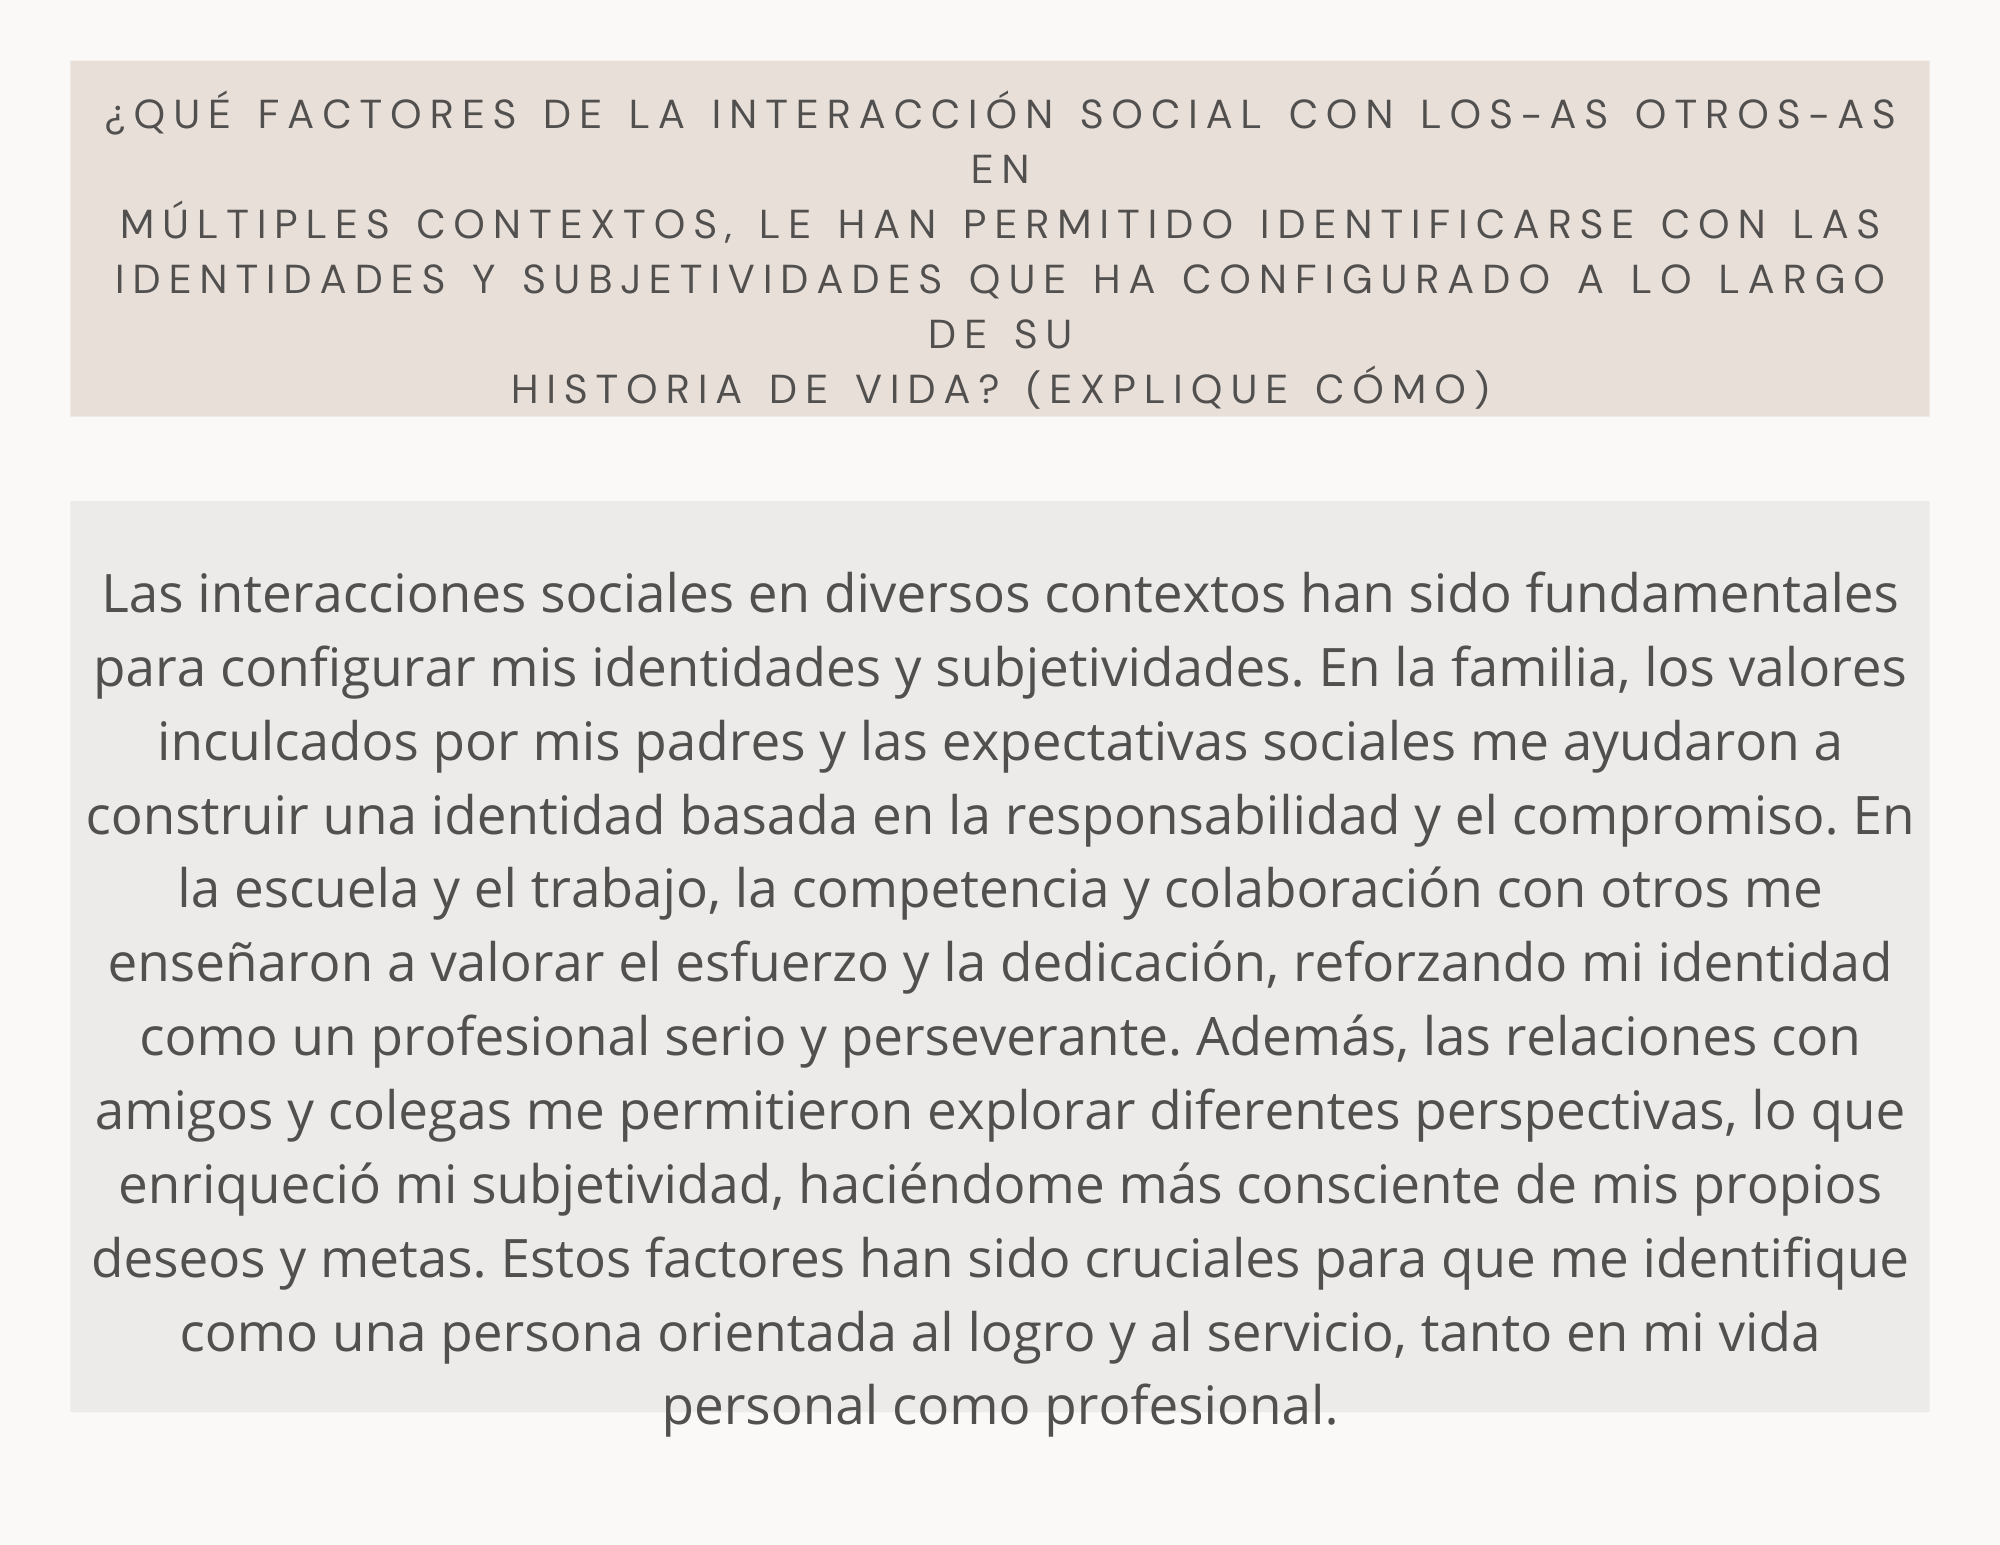 ¿QUÉ FACTORES DE LA INTERACCIÓN SOCIAL CON LOS-AS OTROS-AS
EN
MÚLTIPLES CONTEXTOS, LE HAN PERMITIDO IDENTIFICARSE CON LAS
IDENTIDADES Y SUBJETIVIDADES QUE HA CONFIGURADO A LO LARGO
DE SU
HISTORIA DE VIDA? (EXPLIQUE CÓMO)
Las interacciones sociales en diversos contextos han sido fundamentales
para configurar mis identidades y subjetividades. En la familia, los valores
inculcados por mis padres y las expectativas sociales me ayudaron a
construir una identidad basada en la responsabilidad y el compromiso. En
la escuela y el trabajo, la competencia y colaboración con otros me
enseñaron a valorar el esfuerzo y la dedicación, reforzando mi identidad
como un profesional serio y perseverante. Además, las relaciones con
amigos y colegas me permitieron explorar diferentes perspectivas, lo que
enriqueció mi subjetividad, haciéndome más consciente de mis propios
deseos y metas. Estos factores han sido cruciales para que me identifique
como una persona orientada al logro y al servicio, tanto en mi vida
personal como profesional.